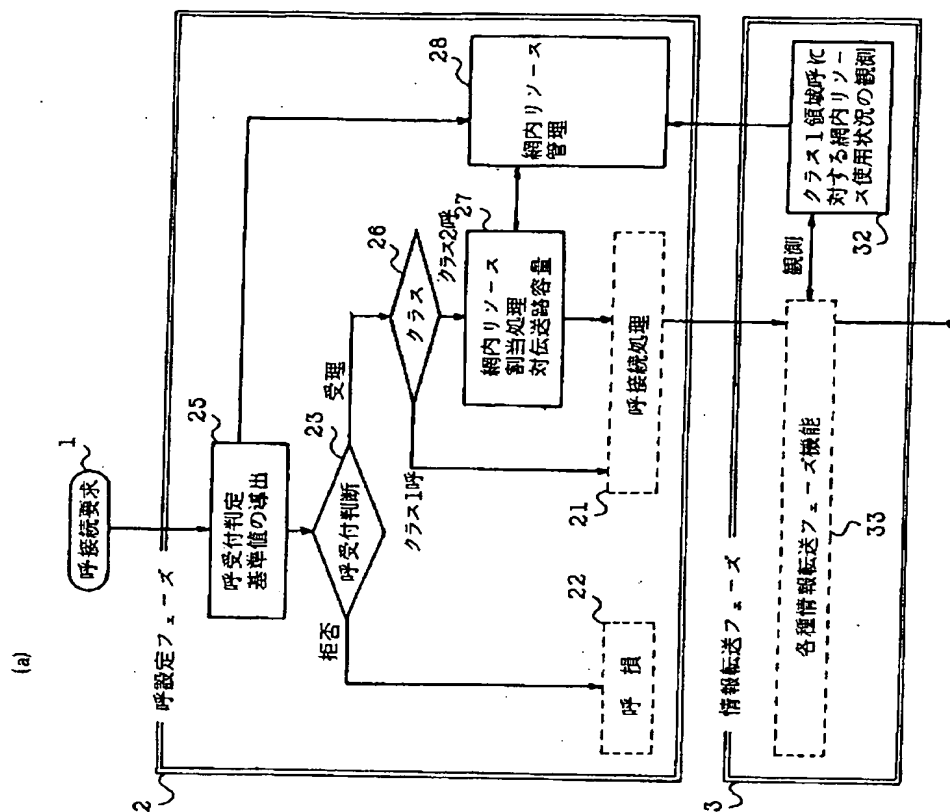 (a)
呼接続要求
1
2
呼設定フェーズ
呼受付判定
基準値の導出
25
呼受付判断
23
拒否
受理
クラス
26
クラス1呼
クラス2呼
27
網内リソース
割当処理
対伝送路容量
28
網内リソース
管理
呼接続処理
21
呼 損
22
3
情報転送フェーズ
各種情報転送フェーズ機能
33
観測
クラス1領域呼に
対する網内リソー
ス使用状況の観測
32